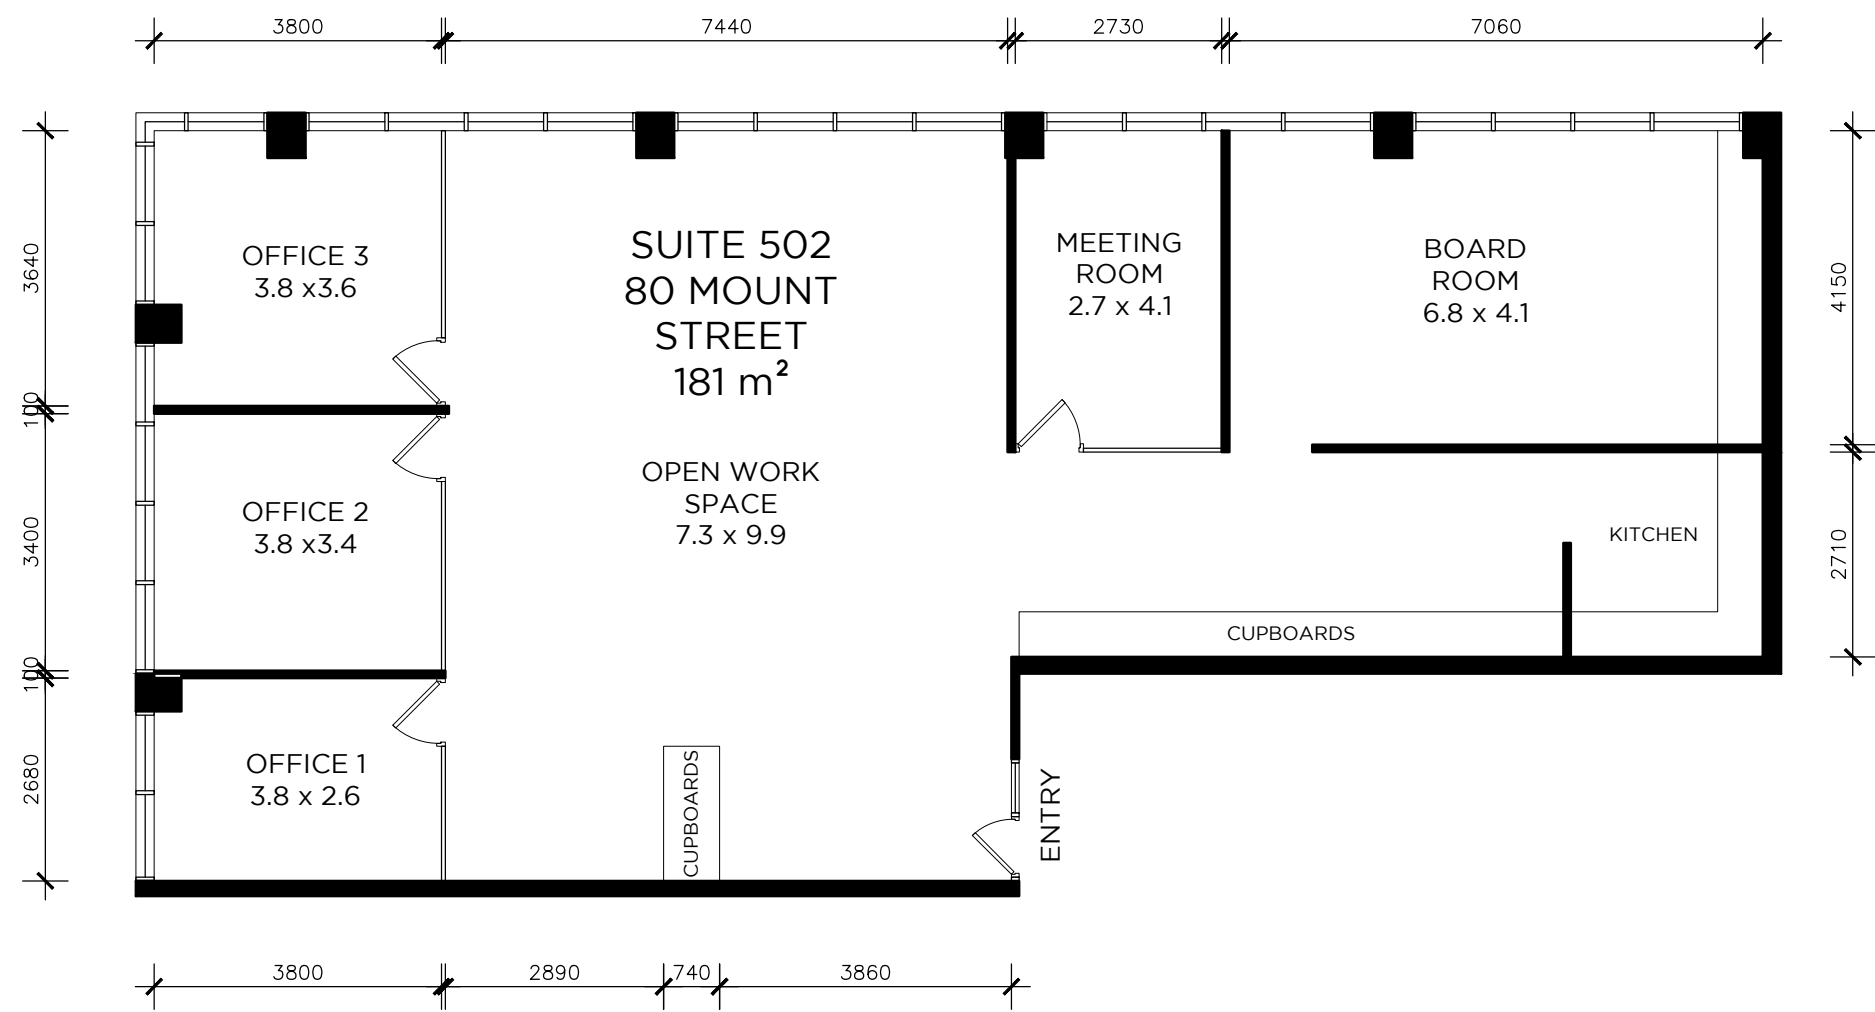 3800
7440
2730
7060
3640
100
3400
100
2680
4150
2710
OFFICE 3
3.8 x3.6
SUITE 502
80 MOUNT
STREET
181 m²
MEETING
ROOM
2.7 x 4.1
BOARD
ROOM
6.8 x 4.1
OFFICE 2
3.8 x3.4
OPEN WORK
SPACE
7.3 x 9.9
KITCHEN
CUPBOARDS
OFFICE 1
3.8 x 2.6
CUPBOARDS
ENTRY
3800
2890
740
3860